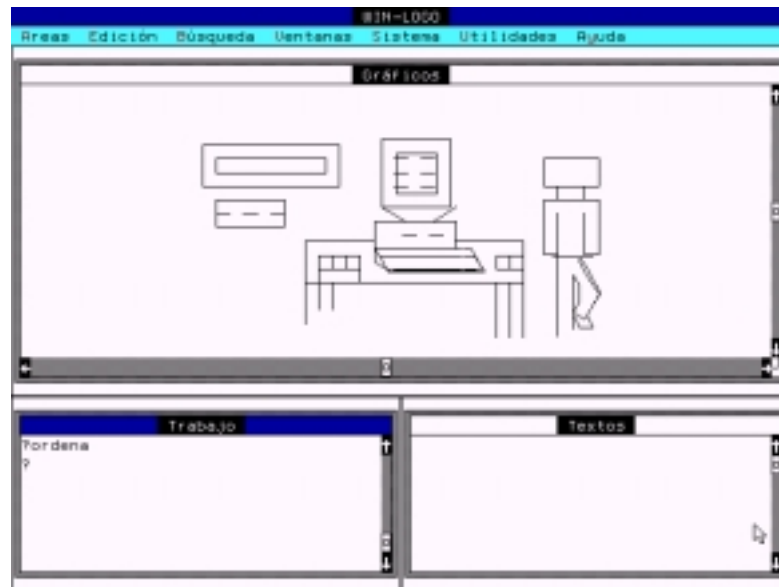 WIN-LOGO
Areas Edición Búsqueda Ventanas Sistema Utilidades Ayuda
Gráficos
Trabajo
?ordena
?
Textos